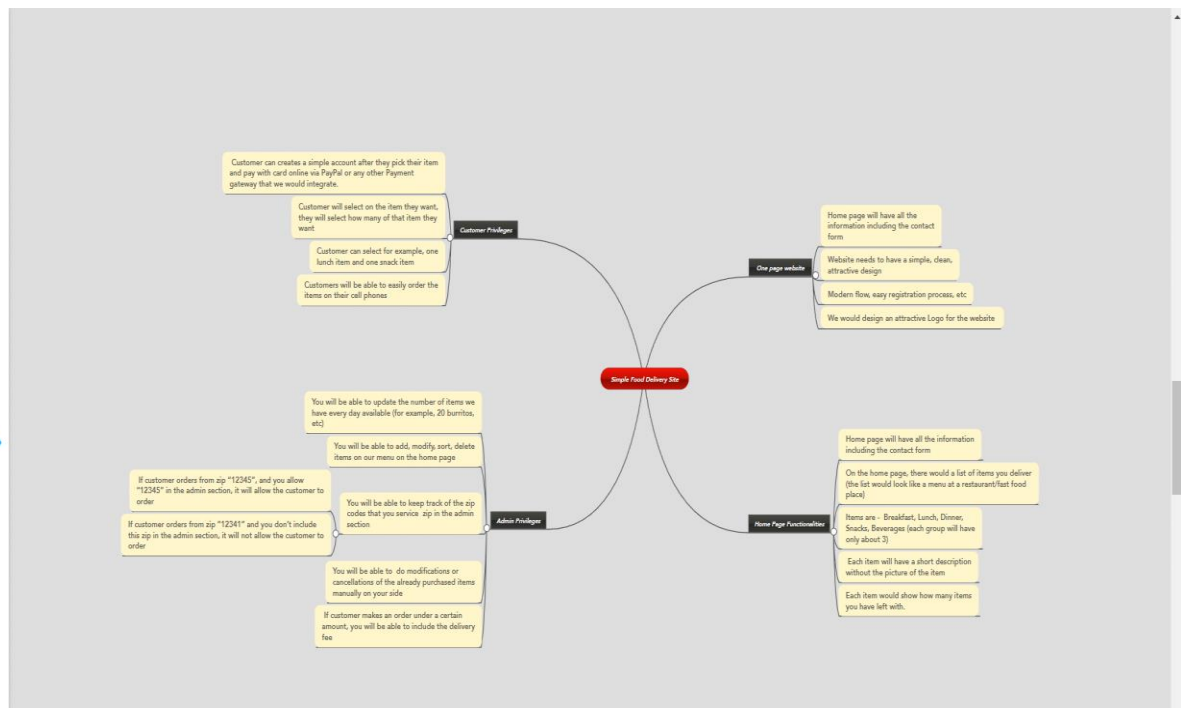 Customer can creates a simple account after they pick their item
and pay with card online via PayPal or any other Payment
gateway that we would integrate.
Customer will select on the item they want,
they will select how many of that item they
want
Customer can select for example, one
lunch item and one snack item
Customers will be able to easily order the
items on their cell phones
Customer Privileges
Home page will have all the
information including the contact
form
Website needs to have a simple, clean,
attractive design
Modern flow, easy registration process, etc
We would design an attractive Logo for the website
One page website
Simple Food Delivery Site
You will be able to update the number of items we
have every day available (for example, 20 burritos,
etc)
You will be able to add, modify, sort, delete
items on our menu on the home page
If customer orders from zip “12345”, and you allow
“12345” in the admin section, it will allow the customer to
order
If customer orders from zip “12341” and you don’t include
this zip in the admin section, it will not allow the customer to
order
You will be able to keep track of the zip
codes that you service zip in the admin
section
You will be able to do modifications or
cancellations of the already purchased items
manually on your side
If customer makes an order under a certain
amount, you will be able to include the delivery
fee
Admin Privileges
Home page will have all the information
including the contact form
On the home page, there would a list of items you deliver
(the list would look like a menu at a restaurant/fast food
place)
Items are - Breakfast, Lunch, Dinner,
Snacks, Beverages (each group will have
only about 3)
Each item will have a short description
without the picture of the item
Each item would show how many items
you have left with.
Home Page Functionalities